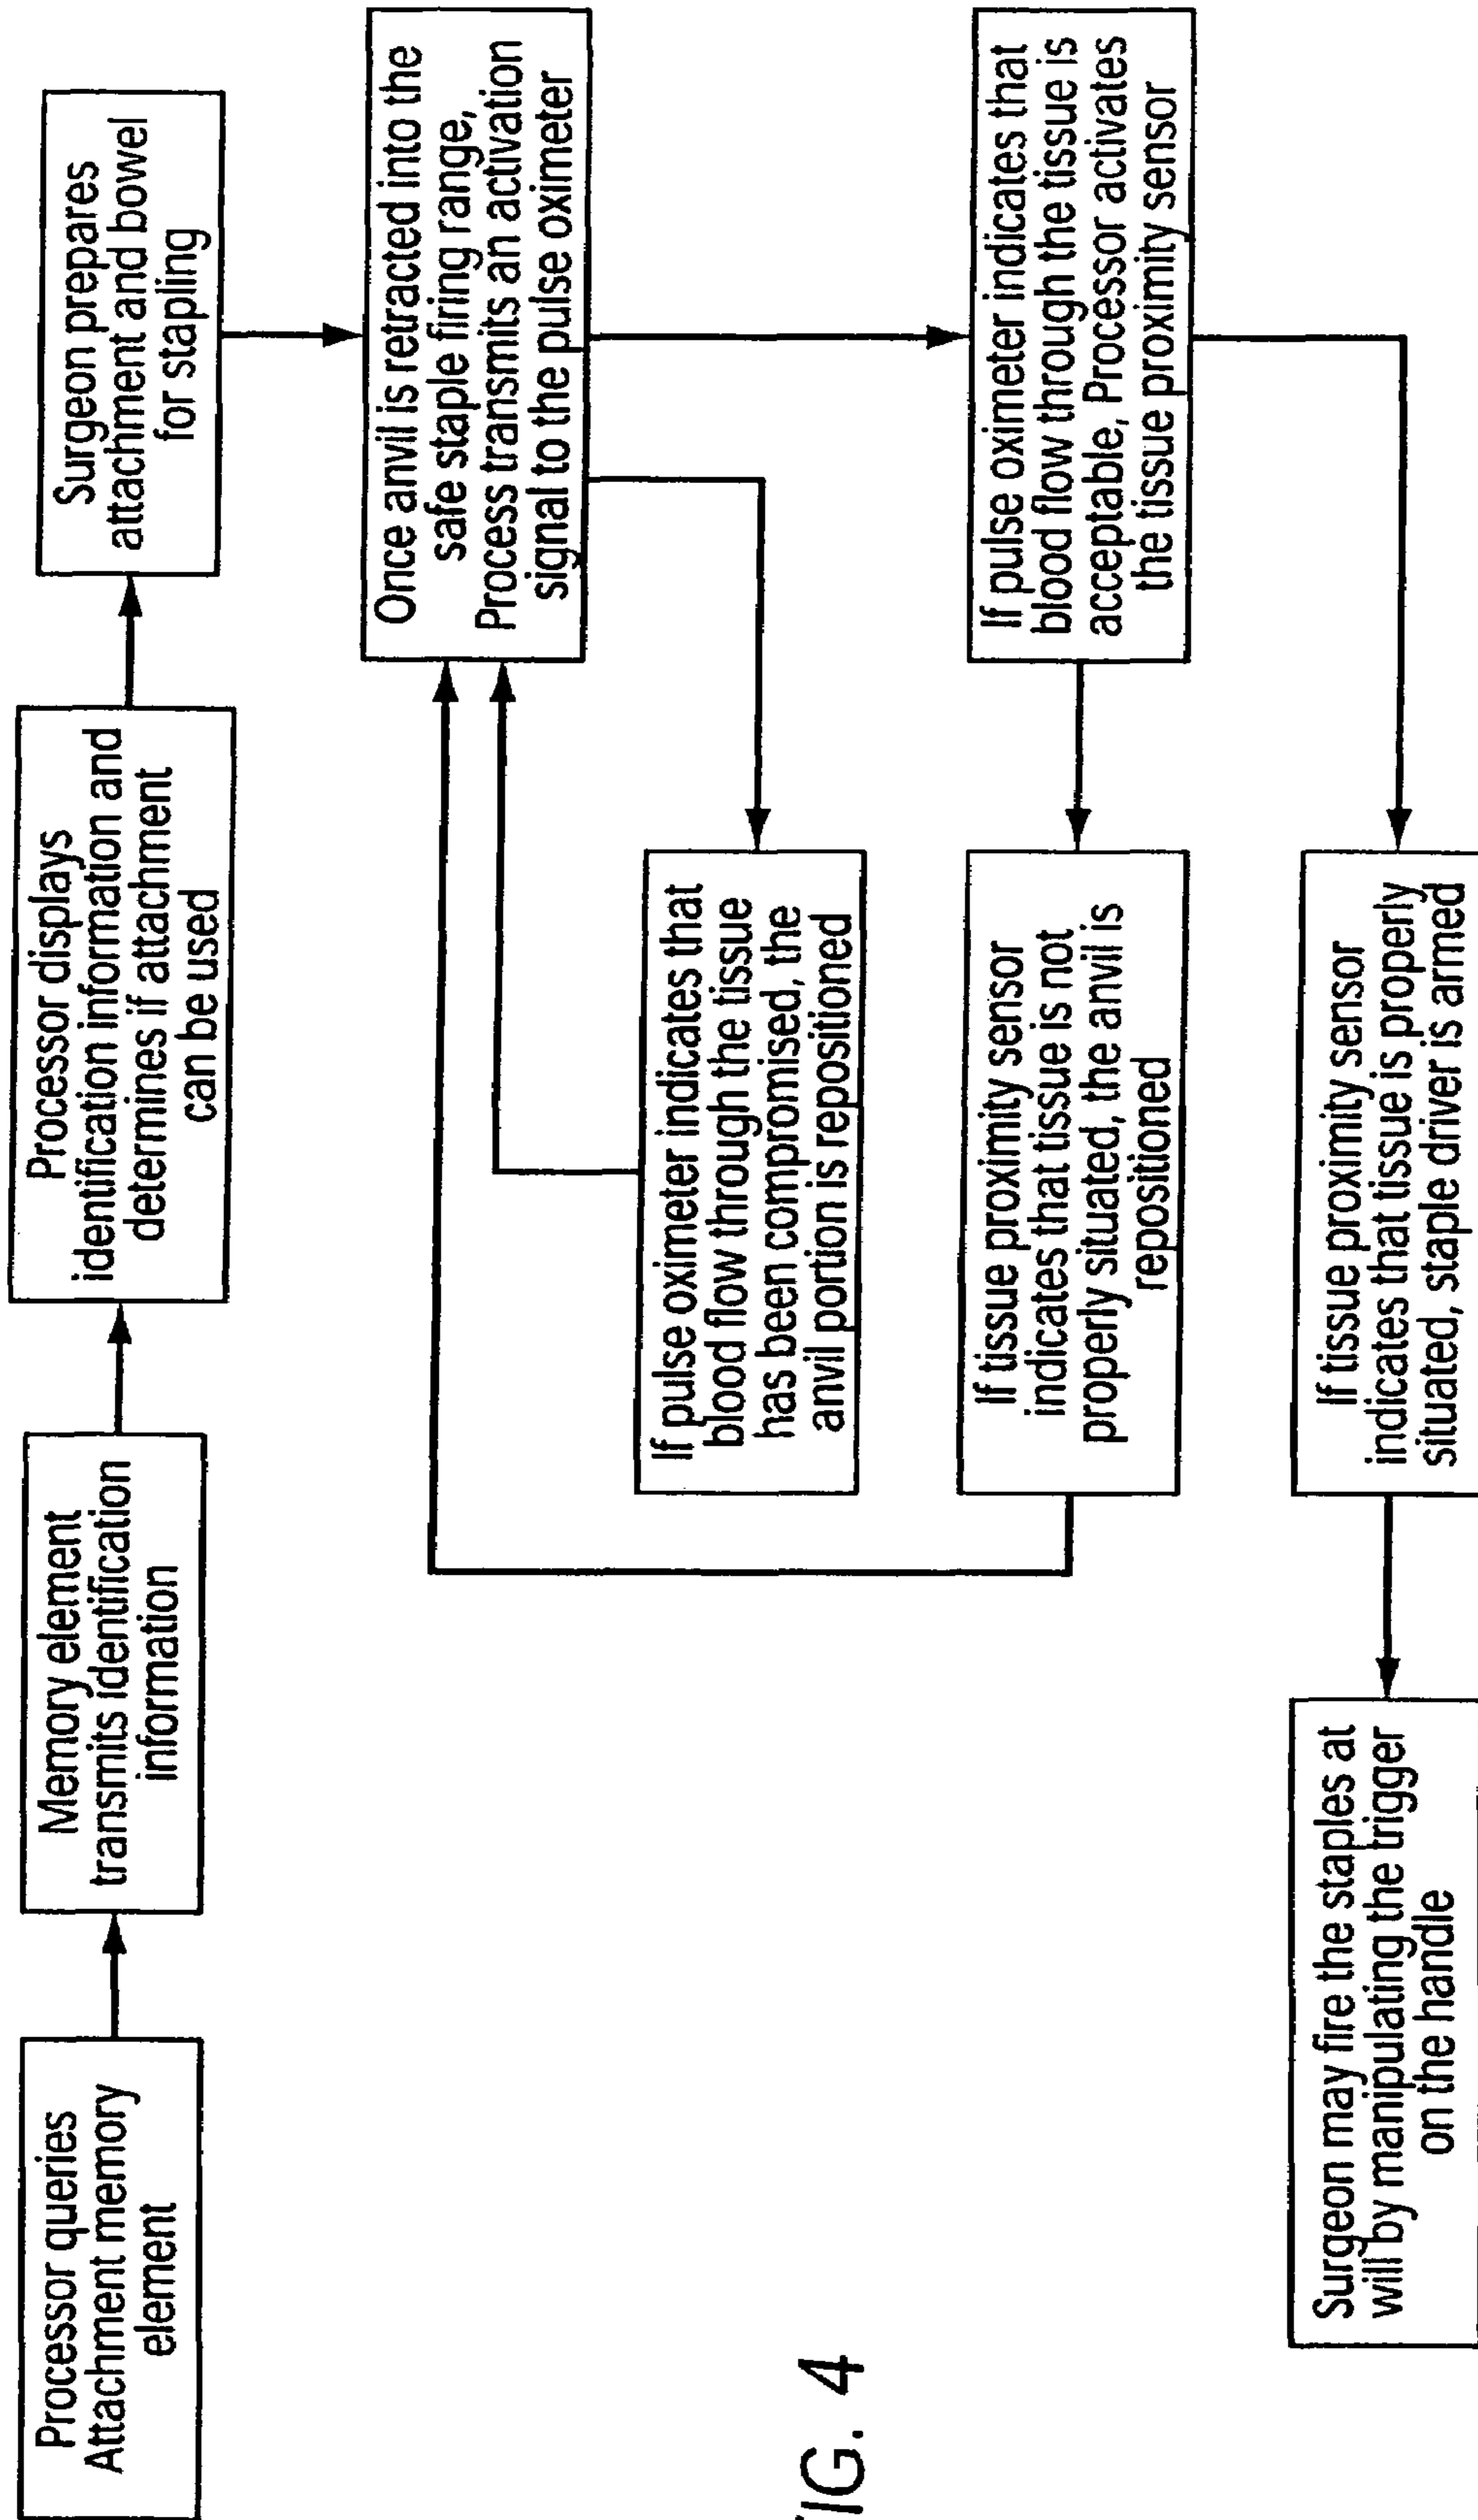 Processor queries
Attachment memory
element
Memory element
transmits identification
information
Processor displays
identification information and
determines if attachment
can be used
Surgeon prepares
attachment and bowel
for stapling
Once anvil is retracted into the
safe staple firing range,
Process transmits an activation
signal to the pulse oximeter
If pulse oximeter indicates that
blood flow through the tissue
has been compromised, the
anvil portion is repositioned
If pulse oximeter indicates that
blood flow through the tissue is
acceptable, Processor activates
the tissue proximity sensor
If tissue proximity sensor
indicates that tissue is not
properly situated, the anvil is
repositioned
If tissue proximity sensor
indicates that tissue is properly
situated, staple driver is armed
Surgeon may fire the staples at
will by manipulating the trigger
on the handle
IG. 4